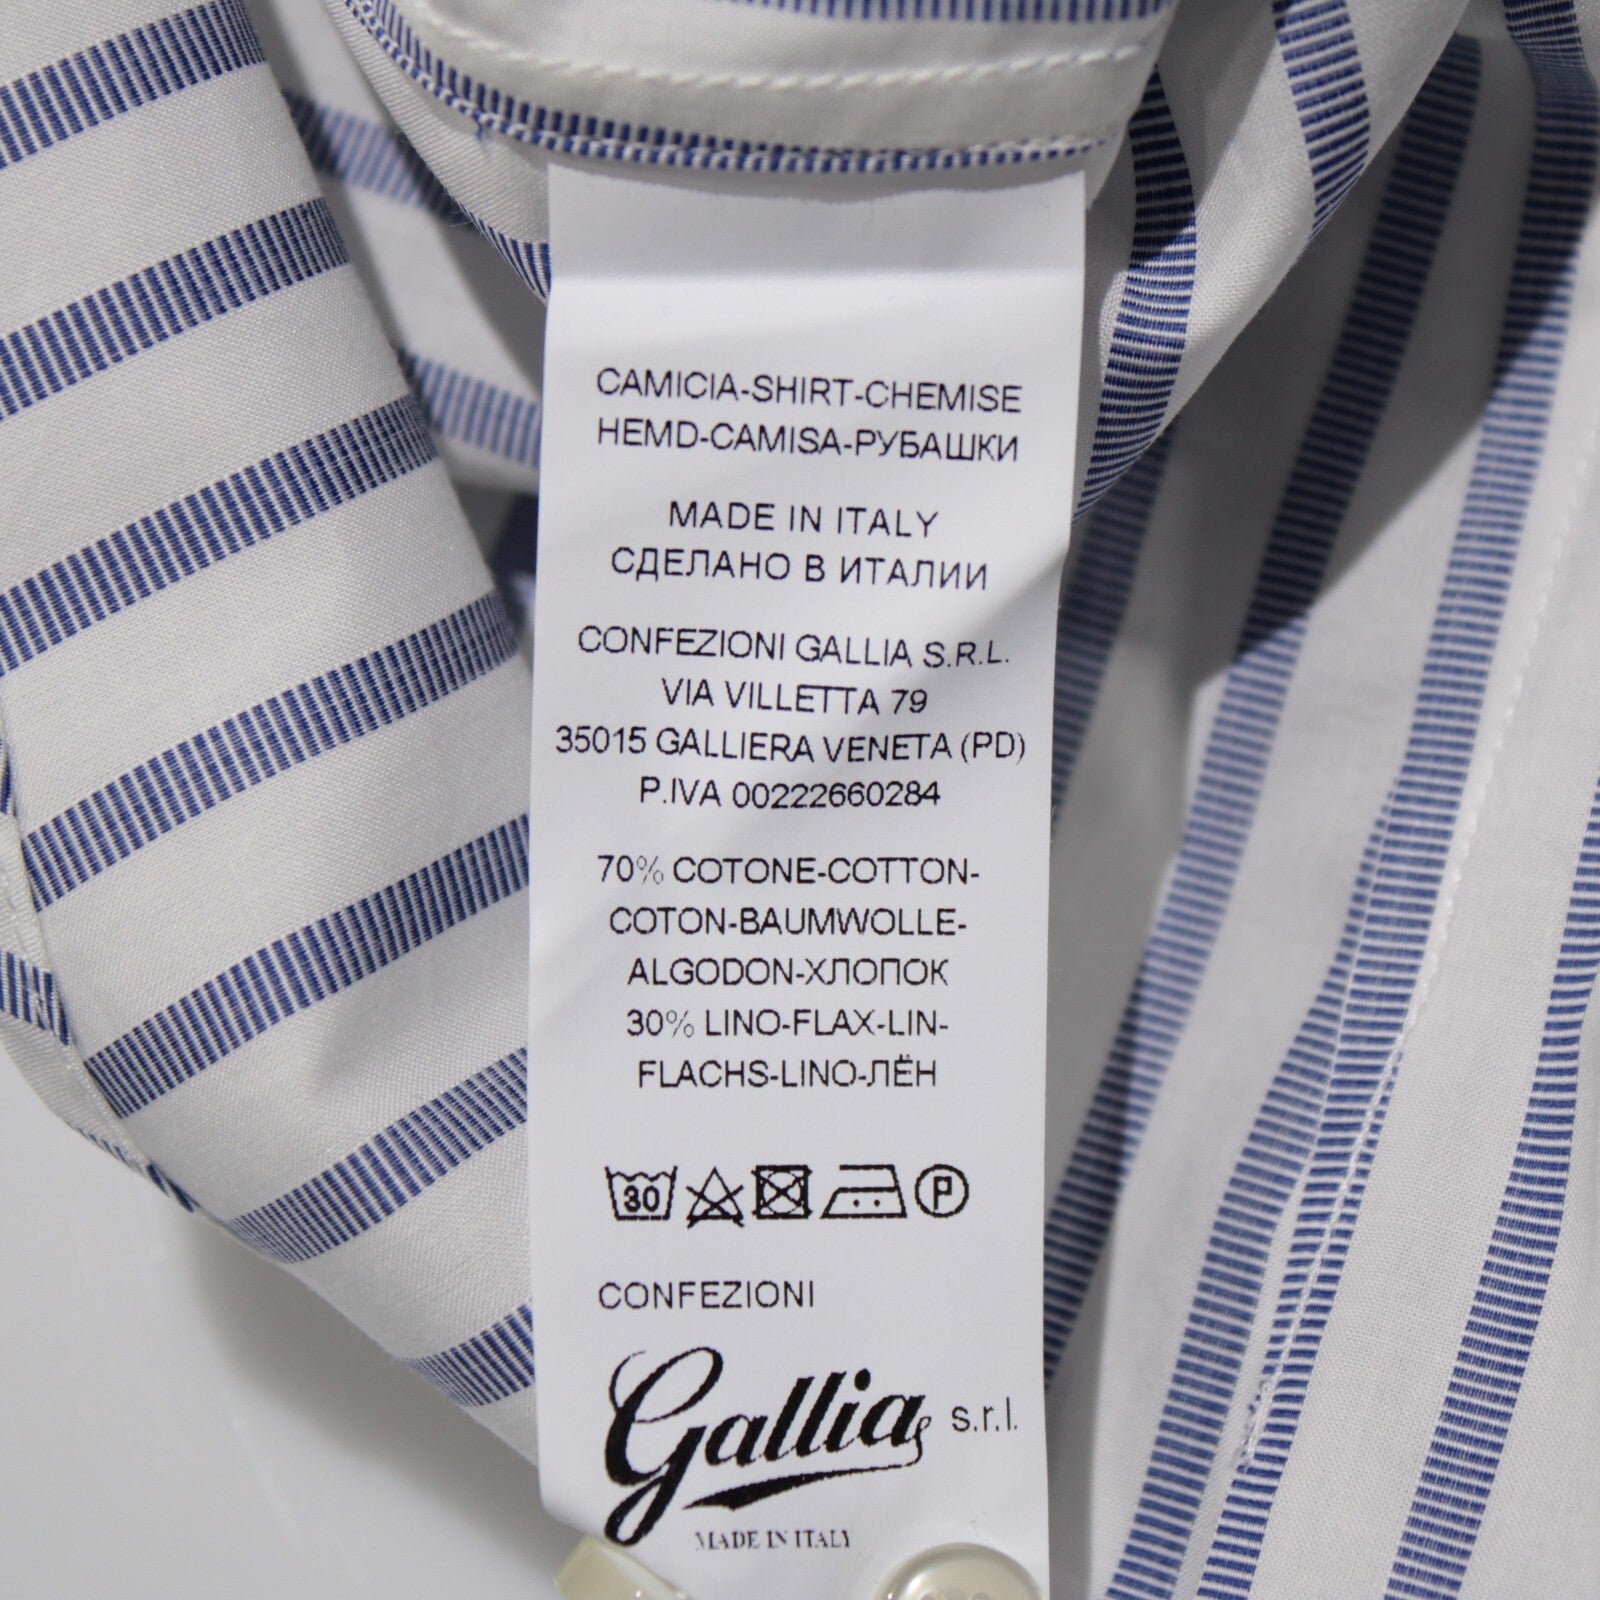 CAMICIA-SHIRT-CHEMISE
HEMD-CAMISA-РУБАШКИ
MADE IN ITALY
СДЕЛАНО В ИТАЛИИ
CONFEZIONI GALLIA S.R.L.
VIA VILLETTA 79
35015 GALLIERA VENETA (PD)
P.IVA 00222660284
70% COTONE-COTTON-
COTON-BAUMWOLLE-
ALGODON-ХЛОПОК
30% LINO-FLAX-LIN-
FLACHS-LINO-ЛЁН
30 P
CONFEZIONI
Gallia s.r.l.
MADE IN ITALY